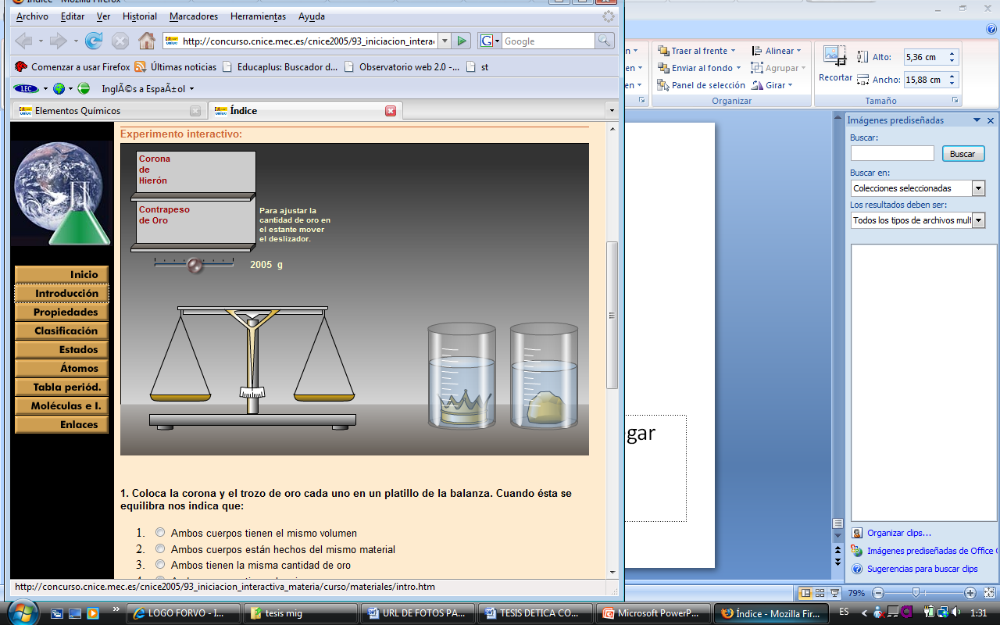 Índice - Mozilla Firefox
Archivo Editar Ver Historial Marcadores Herramientas Ayuda
http://concurso.cnice.mec.es/cnice2005/93_iniciacion_intera
Google
Comenzar a usar Firefox Últimas noticias Educaplus: Buscador d... Observatorio web 2.0 -... st
LEC InglÃ©s a EspaÃ±ol
Elementos Químicos Índice
Experimento interactivo:
Corona
de
Hierón
Contrapeso
de Oro
Para ajustar la
cantidad de oro en
el estante mover
el deslizador.
2005 g
Inicio
Introducción
Propiedades
Clasificación
Estados
Átomos
Tabla periód.
Moléculas e I.
Enlaces
1. Coloca la corona y el trozo de oro cada uno en un platillo de la balanza. Cuando ésta se
equilibra nos indica que:
1. Ambos cuerpos tienen el mismo volumen
2. Ambos cuerpos están hechos del mismo material
3. Ambos tienen la misma cantidad de oro
http://concurso.cnice.mec.es/cnice2005/93_iniciacion_interactiva_materia/curso/materiales/intro.htm
Traer al frente
Enviar al fondo
Panel de selección
Alinear
Agrupar
Girar
Organizar
Recortar
Alto: 5,36 cm
Ancho: 15,88 cm
Tamaño
egar
Imágenes prediseñadas
Buscar:
Buscar
Buscar en:
Colecciones seleccionadas
Los resultados deben ser:
Todos los tipos de archivos mult
Organizar clips...
Imágenes prediseñadas de Office
Sugerencias para buscar clips
79%
LOGO FORVO - I... tesis mig URL DE FOTOS PA... TESIS DETICA CO... Microsoft PowerP... Índice - Mozilla Fir... ES 1:31